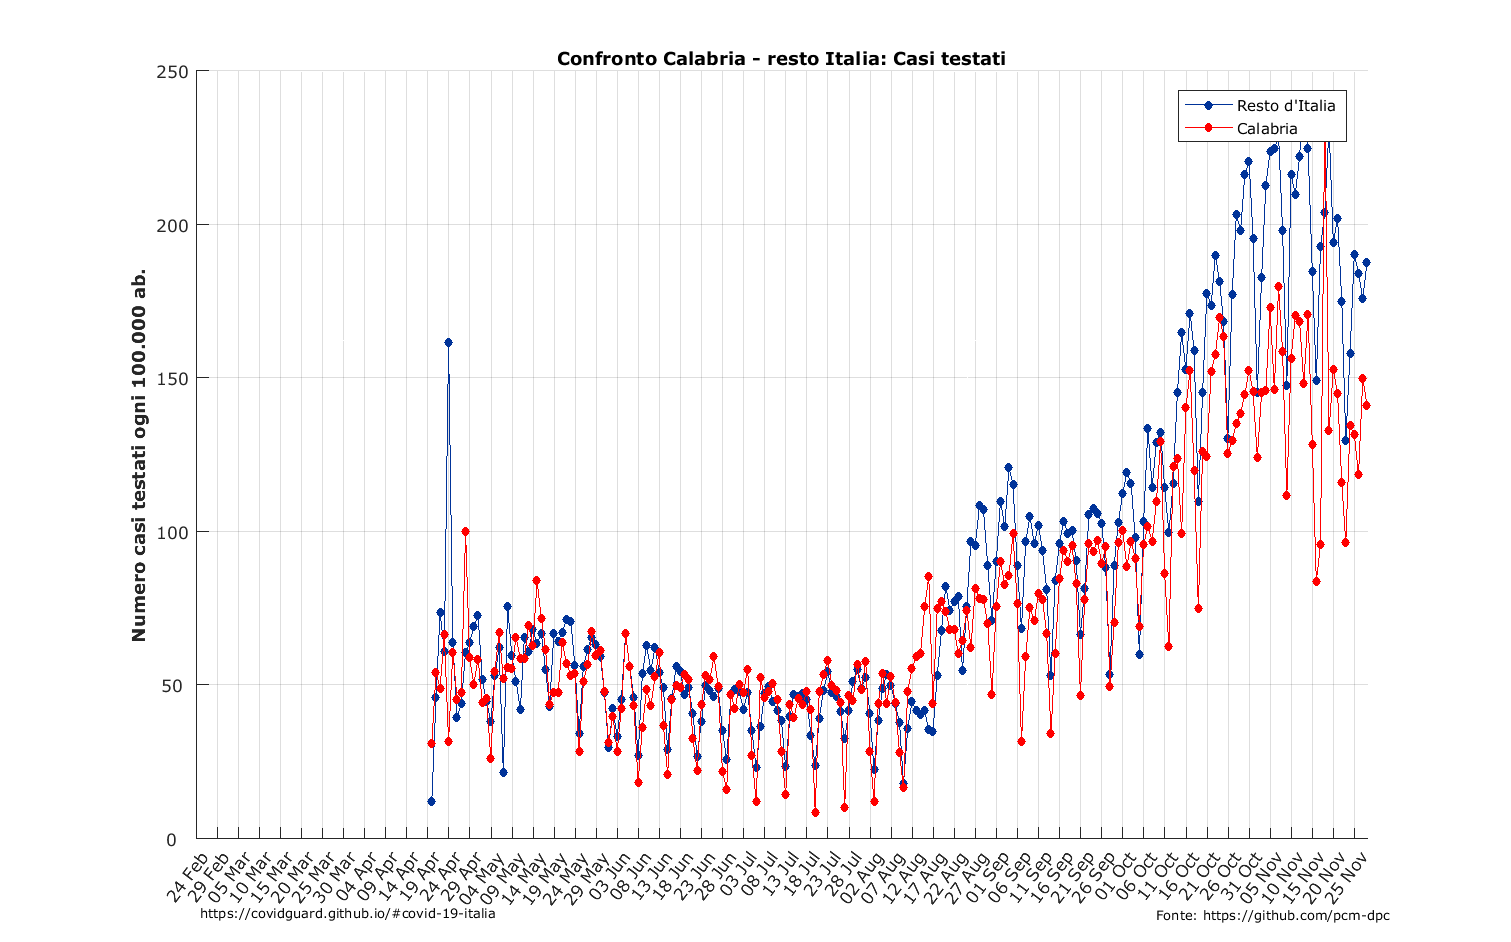 Confronto Calabria - resto Italia: Casi testati
250
200
150
100
50
0
Numero casi testati ogni 100.000 ab.
Resto d'Italia
Calabria
24 Feb
29 Feb
05 Mar
10 Mar
15 Mar
20 Mar
25 Mar
30 Mar
04 Apr
09 Apr
14 Apr
19 Apr
24 Apr
29 Apr
04 May
09 May
14 May
19 May
24 May
29 May
03 Jun
08 Jun
13 Jun
18 Jun
23 Jun
28 Jun
03 Jul
08 Jul
13 Jul
18 Jul
23 Jul
28 Jul
02 Aug
07 Aug
12 Aug
17 Aug
22 Aug
27 Aug
01 Sep
06 Sep
11 Sep
16 Sep
21 Sep
26 Sep
01 Oct
06 Oct
11 Oct
16 Oct
21 Oct
26 Oct
31 Oct
05 Nov
10 Nov
15 Nov
20 Nov
25 Nov
https://covidguard.github.io/#covid-19-italia
Fonte: https://github.com/pcm-dpc